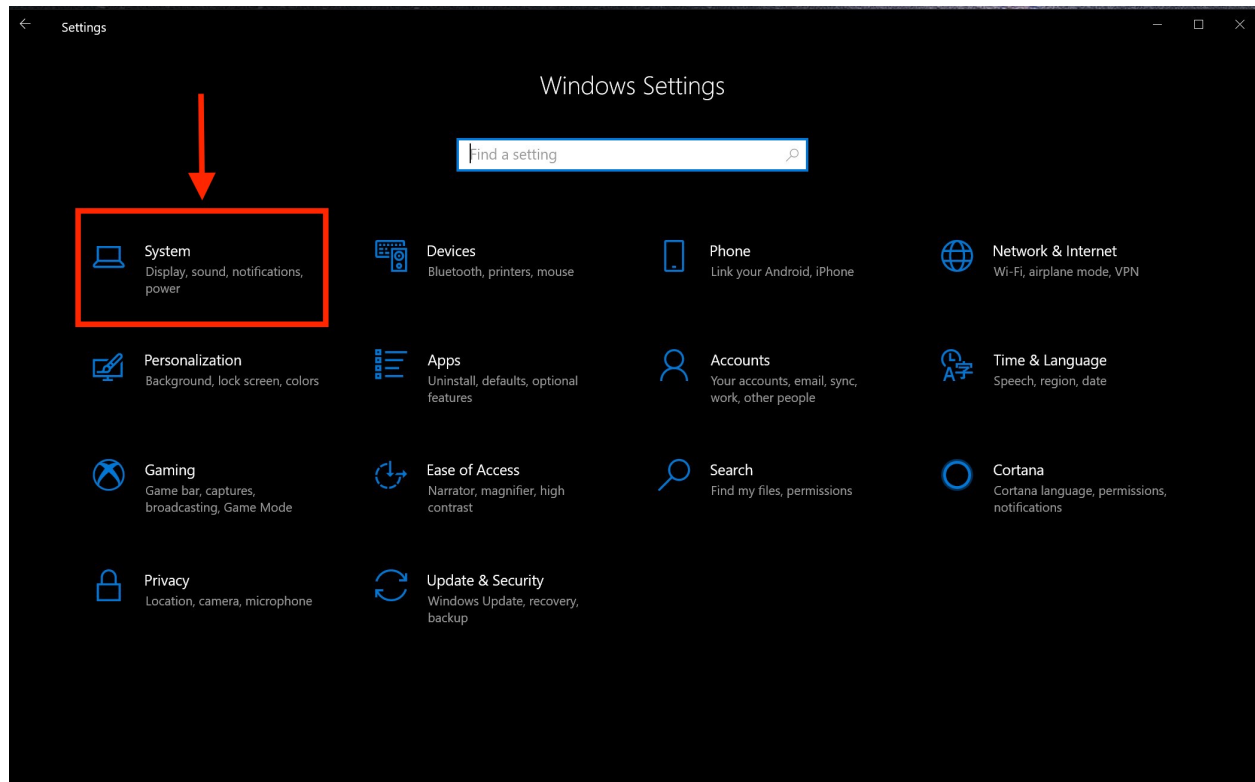 Settings
Windows Settings
Find a setting
System
Display, sound, notifications,
power
Devices
Bluetooth, printers, mouse
Phone
Link your Android, iPhone
Network & Internet
Wi-Fi, airplane mode, VPN
Personalization
Background, lock screen, colors
Apps
Uninstall, defaults, optional
features
Accounts
Your accounts, email, sync,
work, other people
Time & Language
Speech, region, date
Gaming
Game bar, captures,
broadcasting, Game Mode
Ease of Access
Narrator, magnifier, high
contrast
Search
Find my files, permissions
Cortana
Cortana language, permissions,
notifications
Privacy
Location, camera, microphone
Update & Security
Windows Update, recovery,
backup